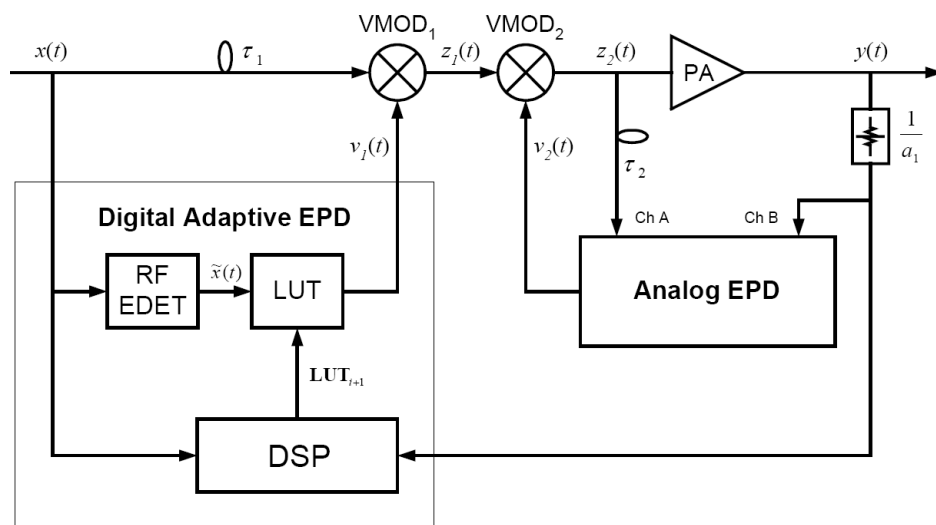 VMOD₁
VMOD₂
x(t)
τ₁
z₁(t)
z₂(t)
PA
y(t)
v₁(t)
v₂(t)
τ₂
1
a₁
Ch A
Ch B
Digital Adaptive EPD
RF
EDET
x̃(t)
LUT
Analog EPD
LUTₜ₊₁
DSP